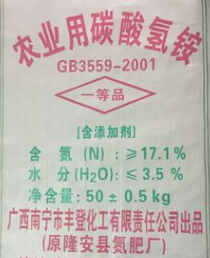 农业用碳酸氢铵
GB3559-2001
一等品
[含添加剂]
含氮(N):≥17.1%
水分(H₂O):≤3.5%
净含量:50±0.5kg
广西南宁市丰登化工有限责任公司出品
(原隆安县氮肥厂)